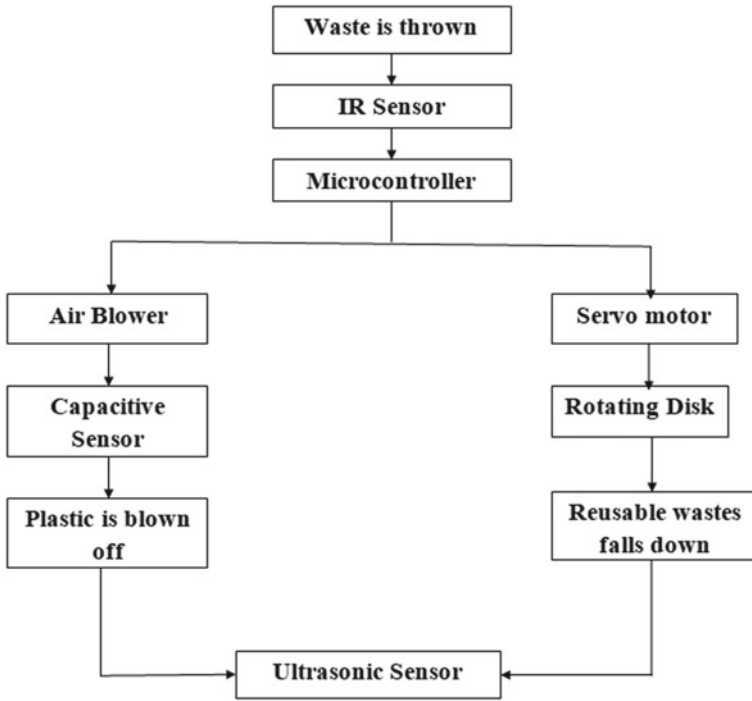 Waste is thrown
IR Sensor
Microcontroller
Air Blower
Servo motor
Capacitive
Sensor
Rotating Disk
Plastic is blown
off
Reusable wastes
falls down
Ultrasonic Sensor